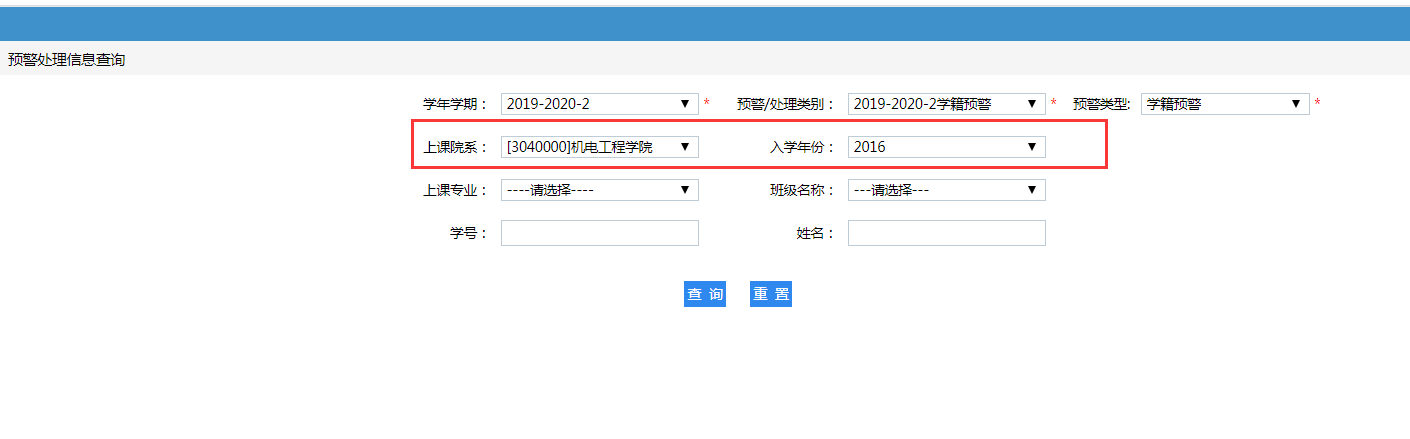 预警处理信息查询
学年学期： 2019-2020-2 ▼ * 预警/处理类别： 2019-2020-2学籍预警 ▼ * 预警类型: 学籍预警 ▼ *
上课院系： [3040000]机电工程学院 ▼ 入学年份： 2016 ▼
上课专业： ----请选择---- ▼ 班级名称： ---请选择--- ▼
学号： 姓名：
查 询 重 置